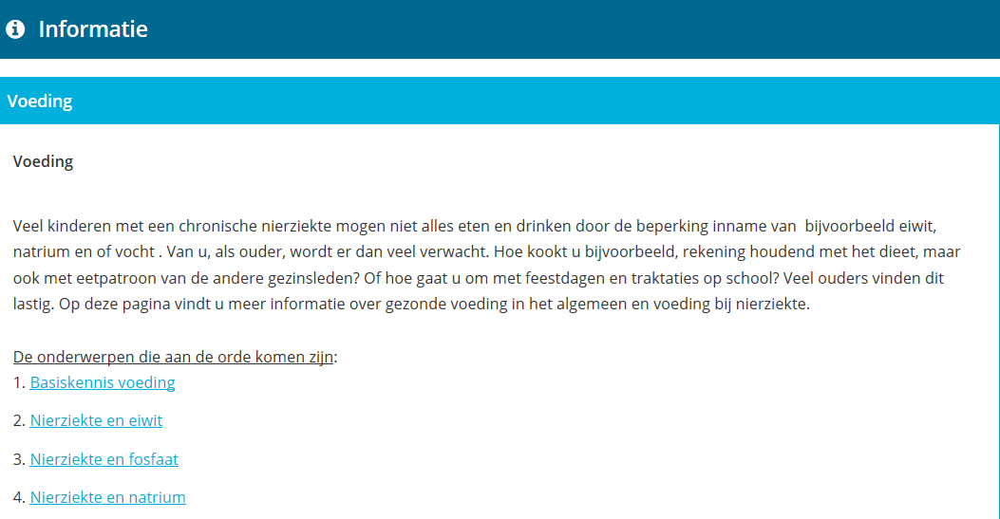 Informatie
Voeding
Voeding
Veel kinderen met een chronische nierziekte mogen niet alles eten en drinken door de beperking inname van  bijvoorbeeld eiwit,
natrium en of vocht . Van u, als ouder, wordt er dan veel verwacht. Hoe kookt u bijvoorbeeld, rekening houdend met het dieet, maar
ook met eetpatroon van de andere gezinsleden? Of hoe gaat u om met feestdagen en traktaties op school? Veel ouders vinden dit
lastig. Op deze pagina vindt u meer informatie over gezonde voeding in het algemeen en voeding bij nierziekte.
De onderwerpen die aan de orde komen zijn:
1. Basiskennis voeding
2. Nierziekte en eiwit
3. Nierziekte en fosfaat
4. Nierziekte en natrium